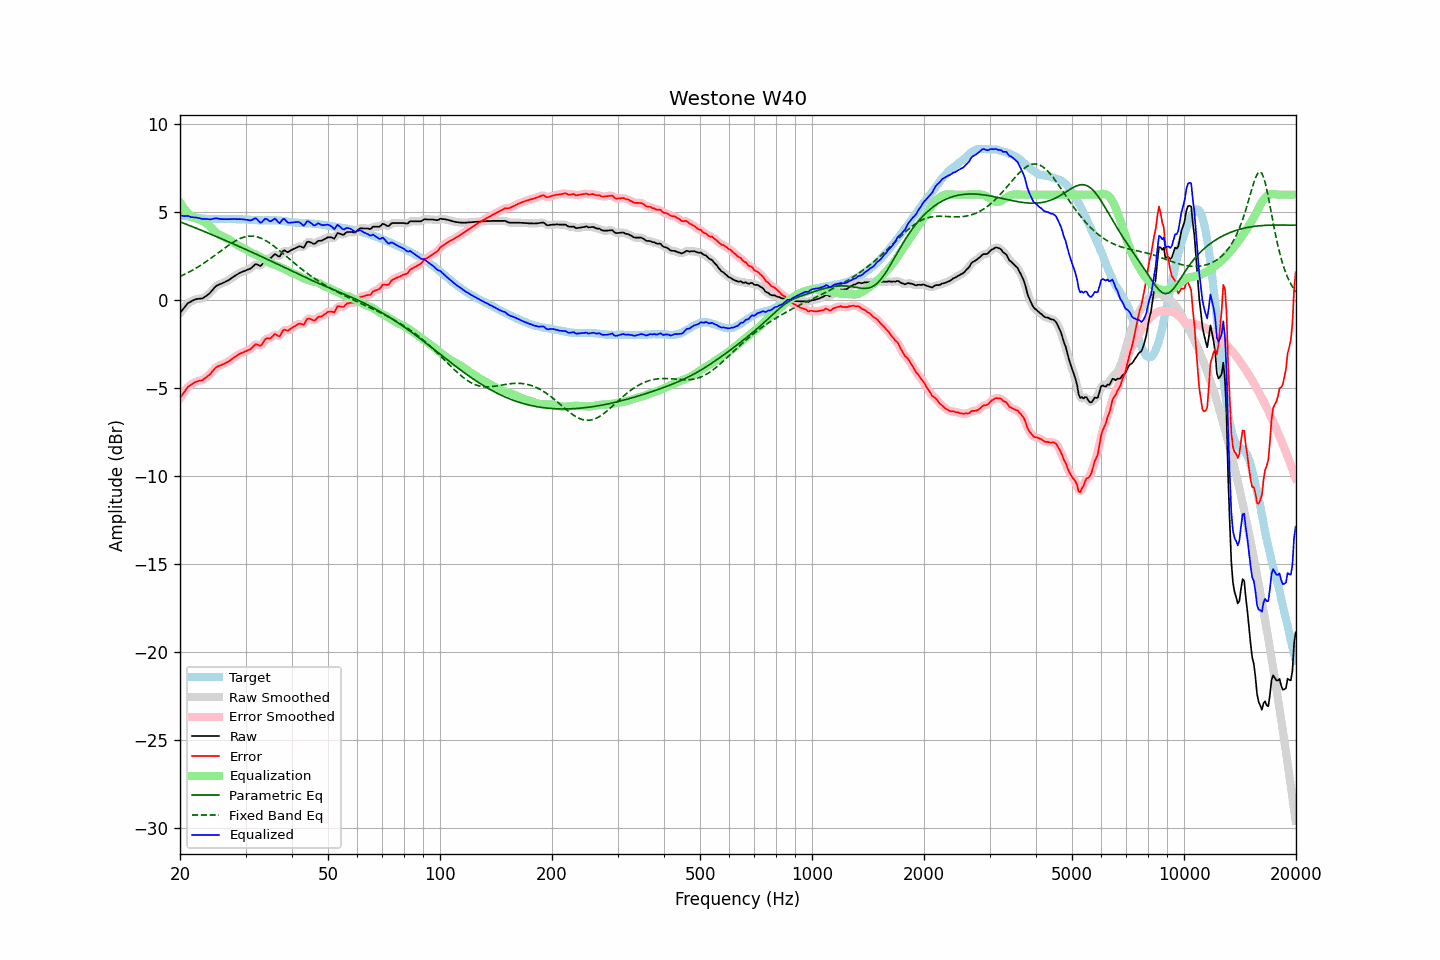 Westone W40
10
5
0
−5
−10
−15
−20
−25
−30
Amplitude (dBr)
Target
Raw Smoothed
Error Smoothed
Raw
Error
Equalization
Parametric Eq
Fixed Band Eq
Equalized
20 50 100 200 500 1000 2000 5000 10000 20000
Frequency (Hz)